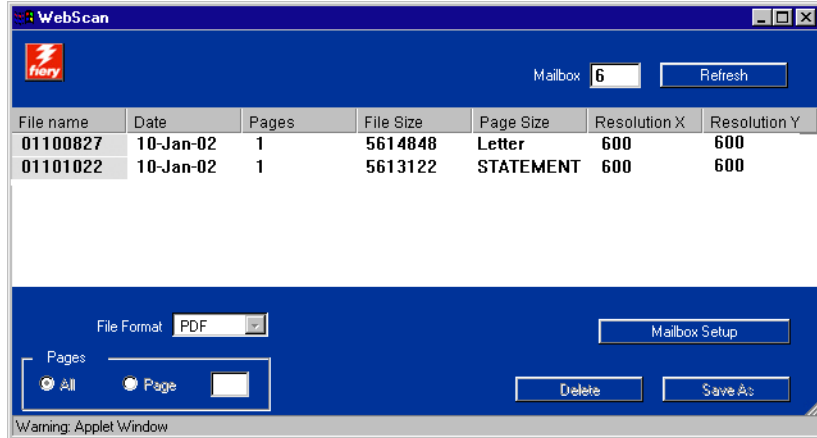 WebScan
fiery
Mailbox 6 Refresh
File name Date Pages File Size Page Size Resolution X Resolution Y
01100827 10-Jan-02 1 5614848 Letter 600 600
01101022 10-Jan-02 1 5613122 STATEMENT 600 600
File Format PDF
Mailbox Setup
Pages
All Page
Delete Save As
Warning: Applet Window